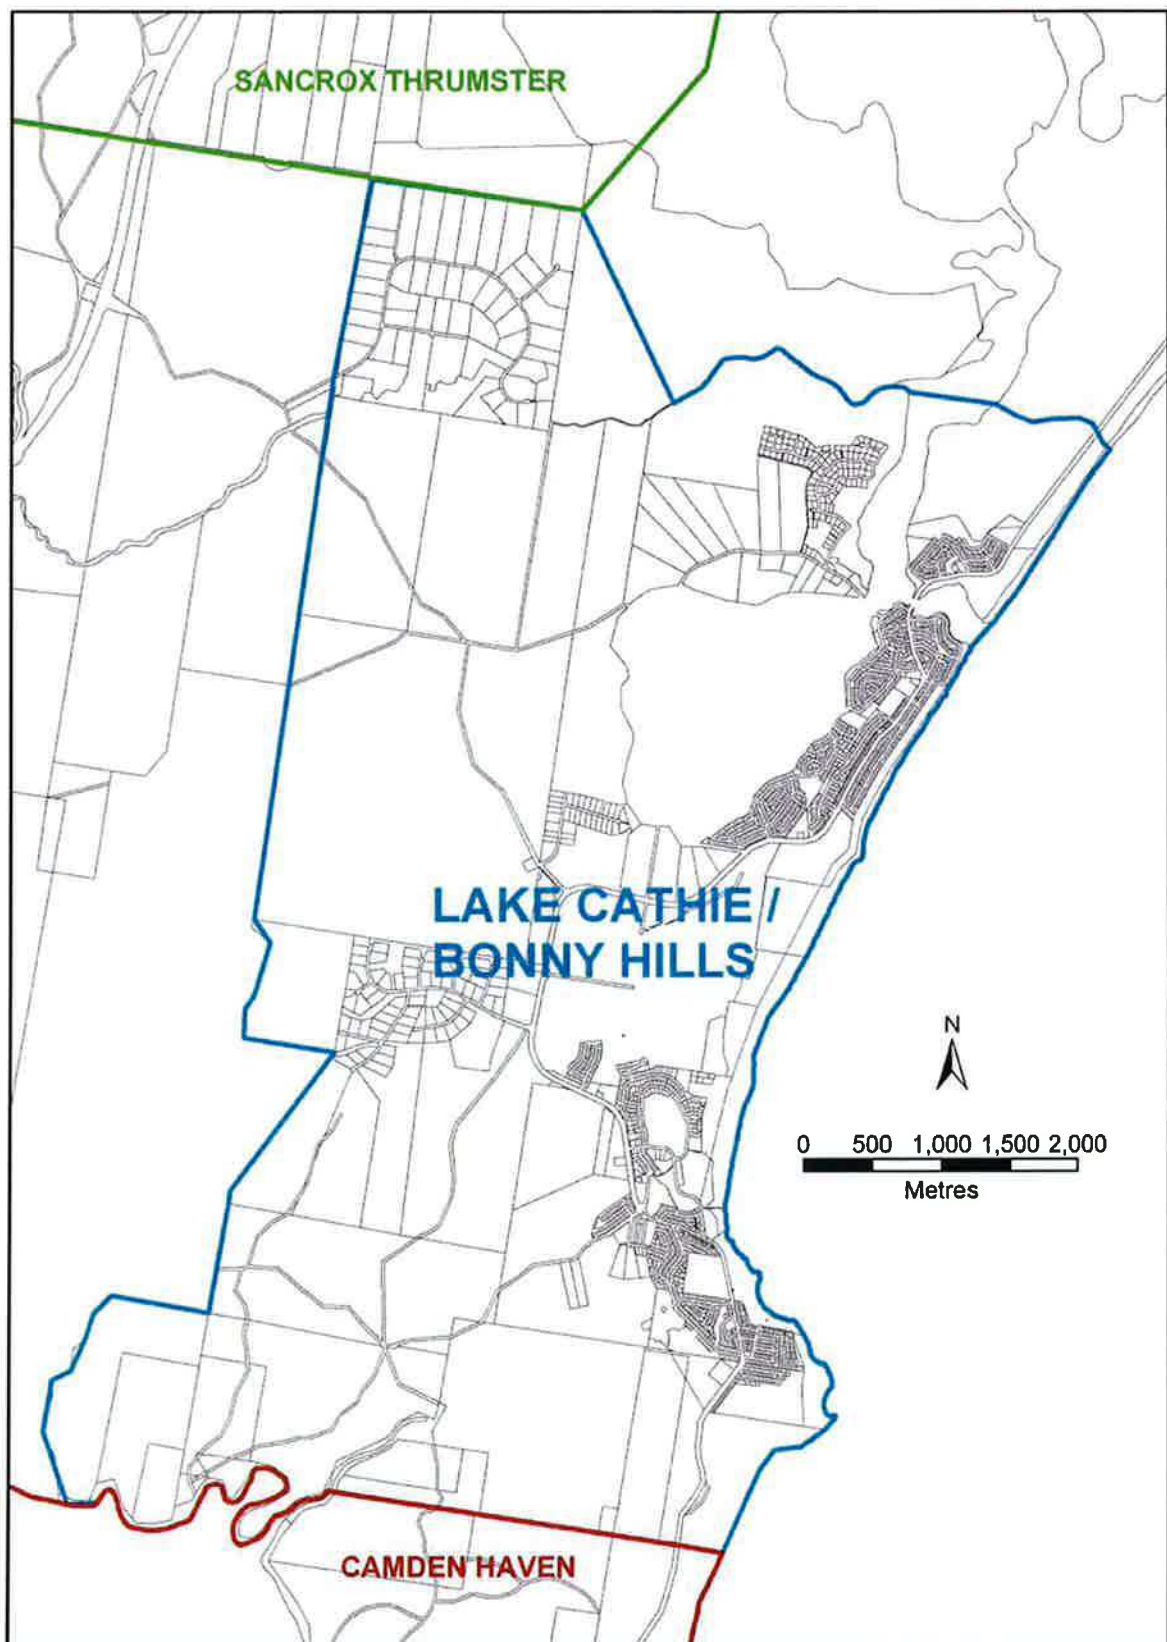 SANCROX THRUMSTER
LAKE CATHIE /
BONNY HILLS
N
0 500 1,000 1,500 2,000
Metres
CAMDEN HAVEN